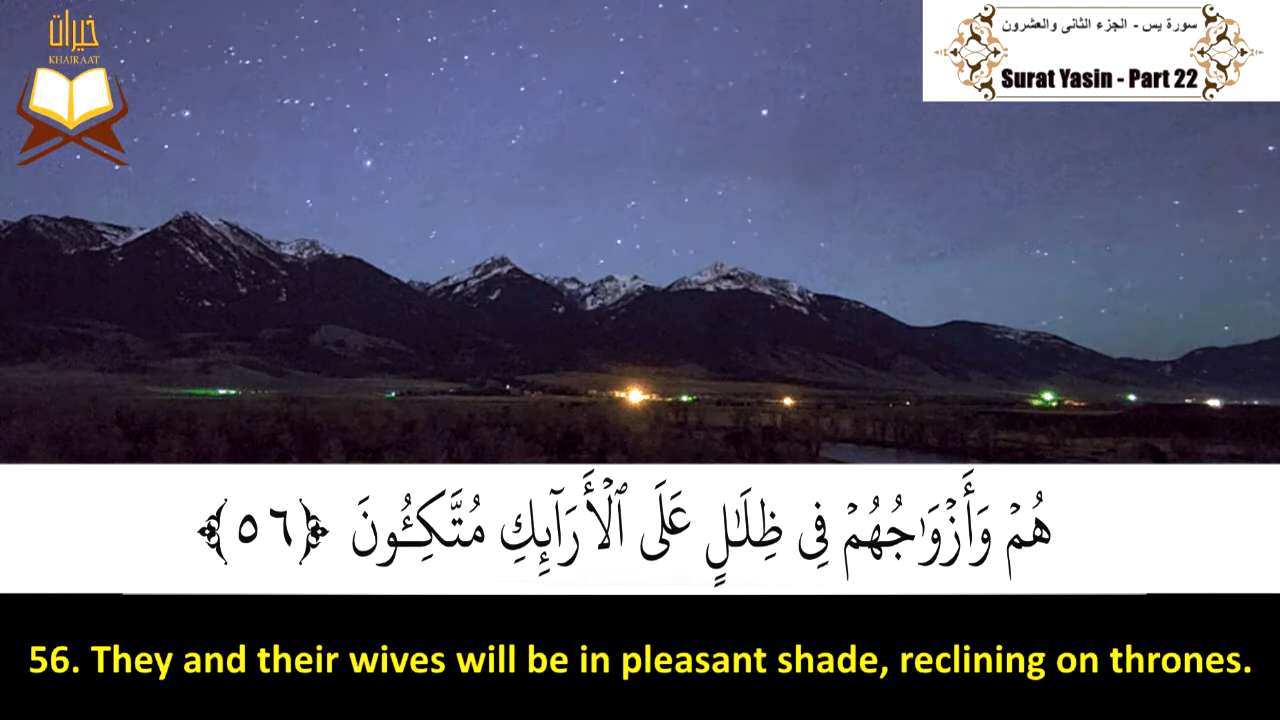 خيرات
KHAIRAAT
سورة يس - الجزء الثانى والعشرون
Surat Yasin - Part 22
هُمْ وَأَزْوَٰجُهُمْ فِى ظِلَـٰلٍ عَلَى ٱلْأَرَآئِكِ مُتَّكِـُٔونَ ﴿٥٦﴾
56. They and their wives will be in pleasant shade, reclining on thrones.